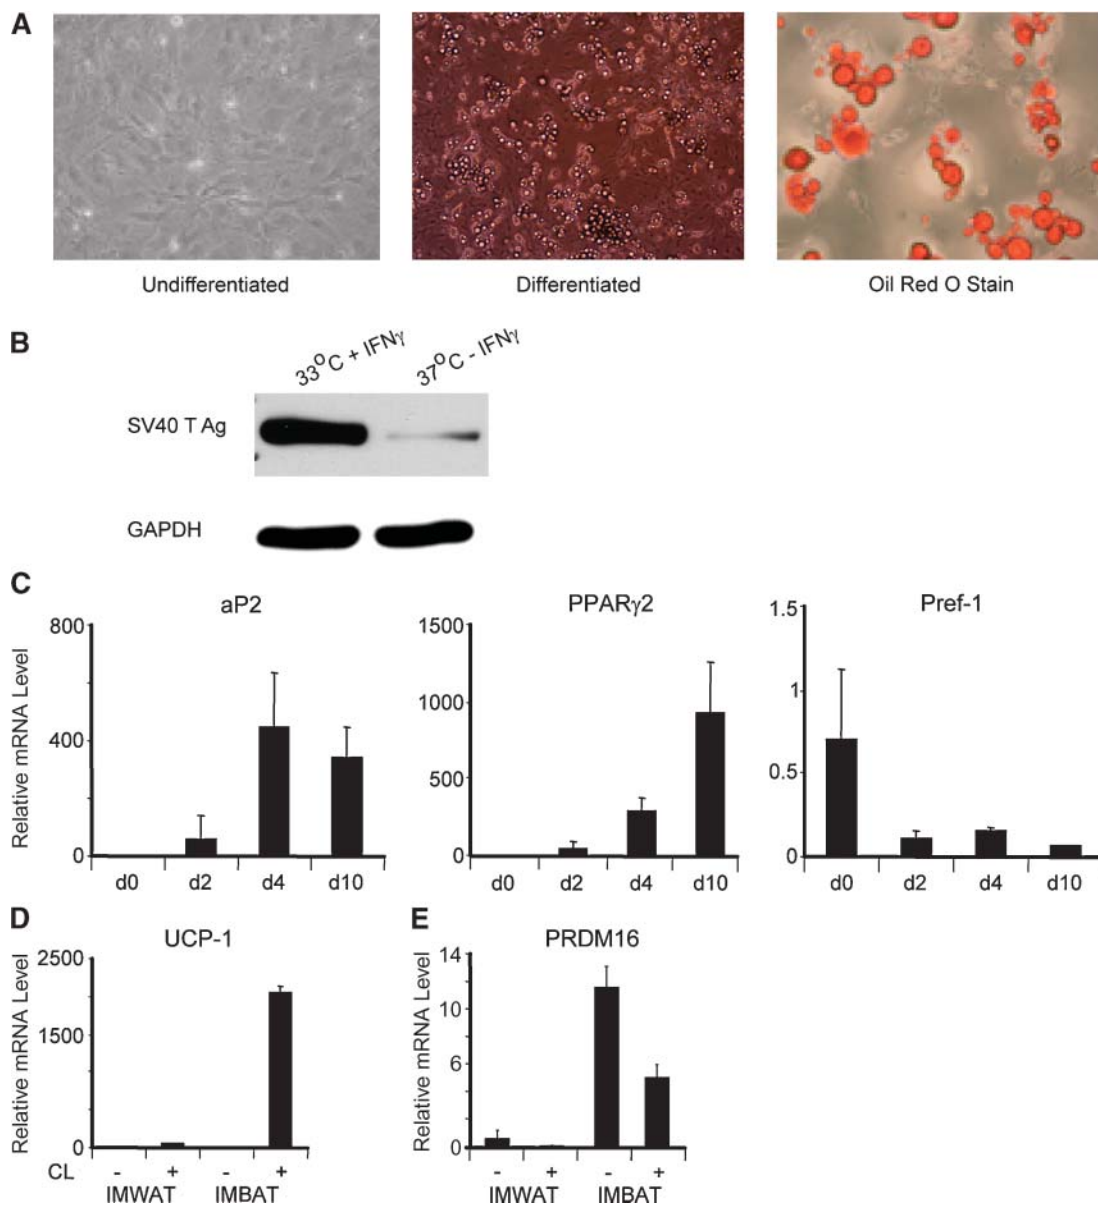 A
Undifferentiated
Differentiated
Oil Red O Stain
B
33°C + IFNγ
37°C - IFNγ
SV40 T Ag
GAPDH
C
aP2
PPARγ2
Pref-1
Relative mRNA Level
800
400
0
d0 d2 d4 d10
1500
1000
500
0
d0 d2 d4 d10
1.5
1
0.5
0
d0 d2 d4 d10
D
UCP-1
Relative mRNA Level
2500
1500
0
CL - + - +
IMWAT IMBAT
E
PRDM16
Relative mRNA Level
14
12
6
0
- + - +
IMWAT IMBAT